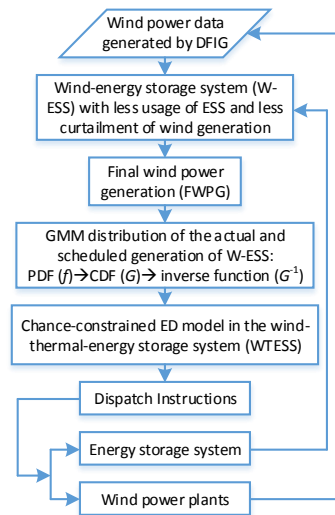 Wind power data
generated by DFIG
Wind-energy storage system (W-
ESS) with less usage of ESS and less
curtailment of wind generation
Final wind power
generation (FWPG)
GMM distribution of the actual and
scheduled generation of W-ESS:
PDF (f)→CDF (G)→ inverse function (G⁻¹)
Chance-constrained ED model in the wind-
thermal-energy storage system (WTESS)
Dispatch Instructions
Energy storage system
Wind power plants